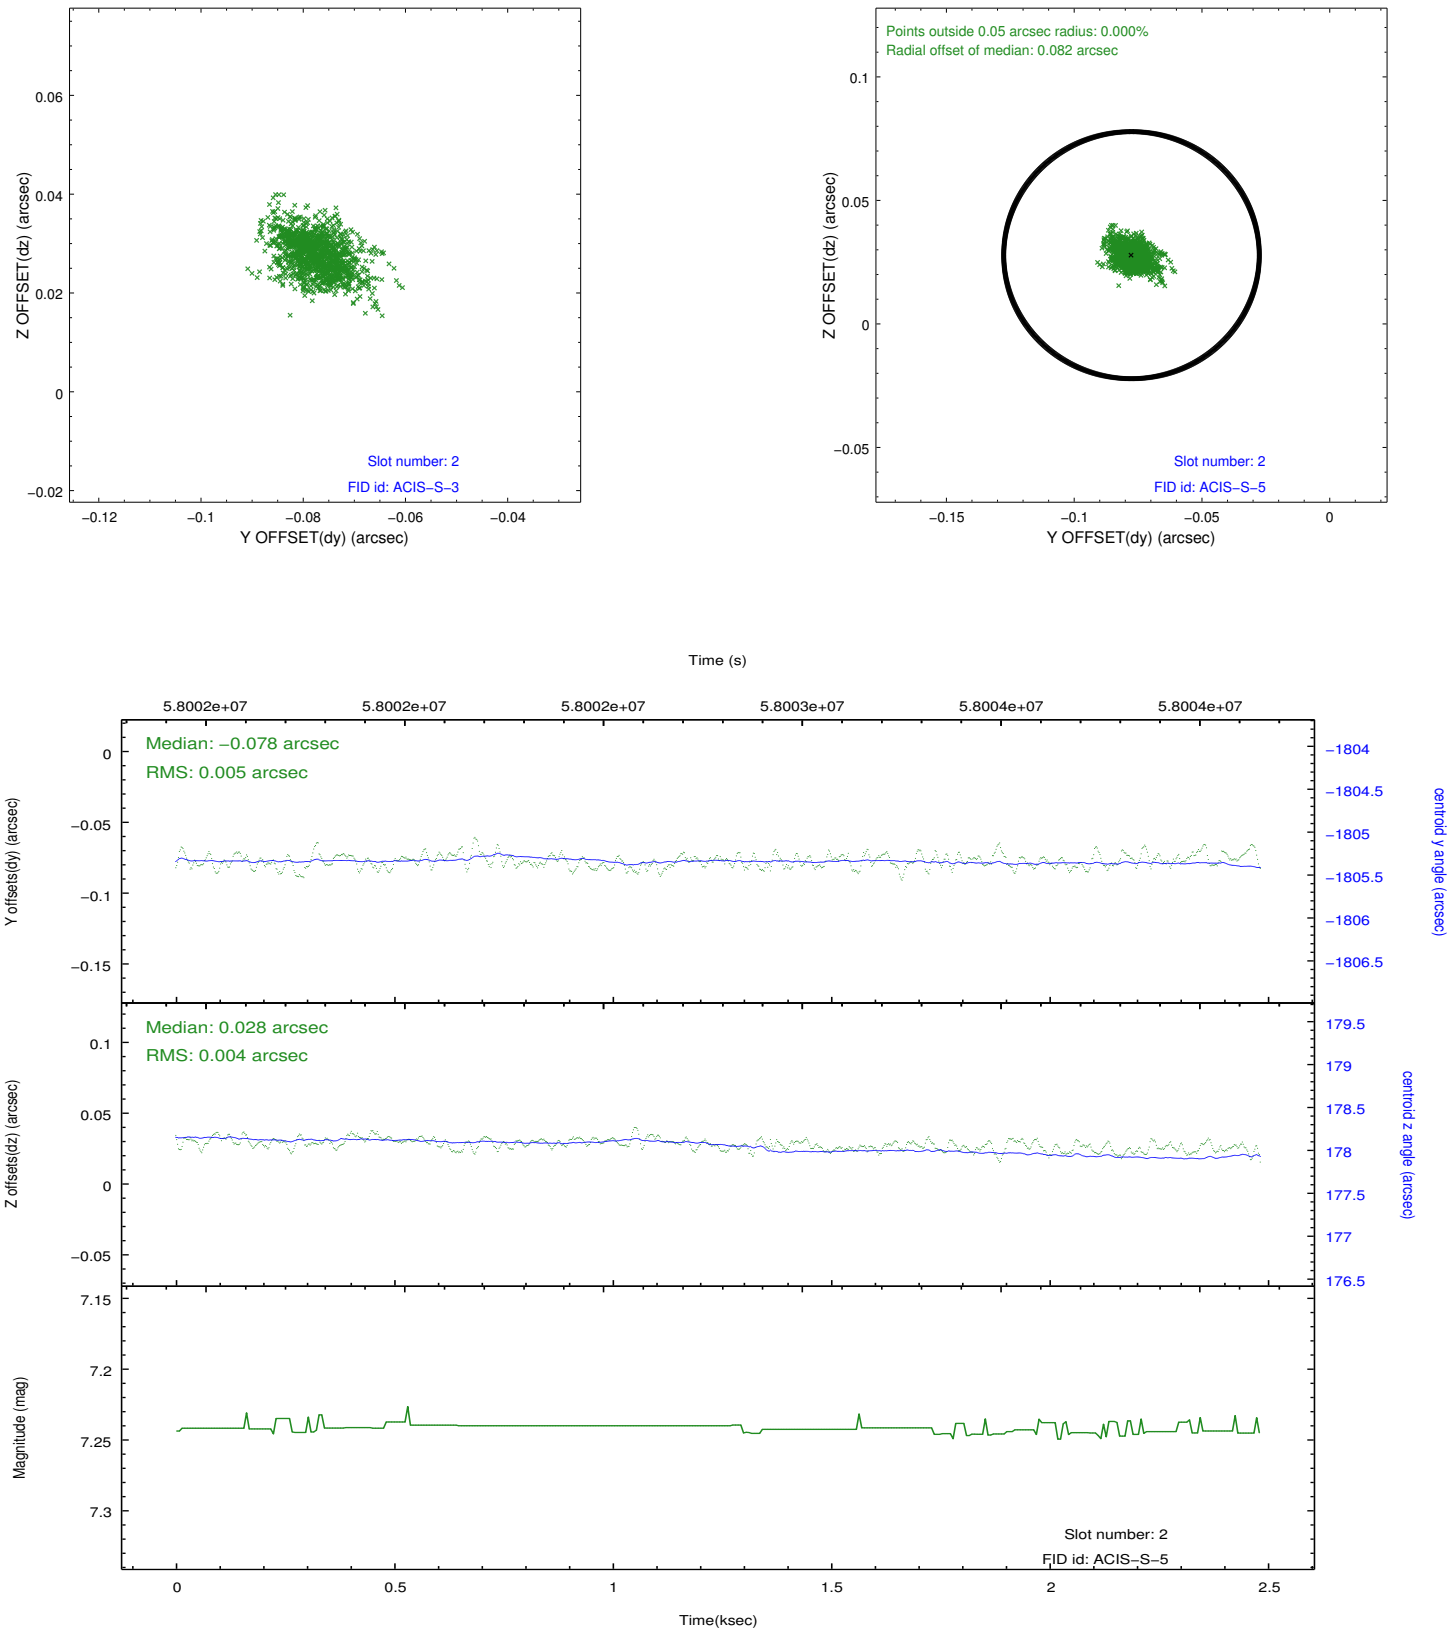 0.06
0.04
0.02
0
−0.02
Z OFFSET(dz) (arcsec)
Slot number: 2
FID id: ACIS−S−3
−0.12 −0.1 −0.08 −0.06 −0.04
Y OFFSET(dy) (arcsec)
Points outside 0.05 arcsec radius: 0.000%
Radial offset of median: 0.082 arcsec
0.1
0.05
0
−0.05
Z OFFSET(dz) (arcsec)
Slot number: 2
FID id: ACIS−S−5
−0.15 −0.1 −0.05 0
Y OFFSET(dy) (arcsec)
Time (s)
5.8002e+07 5.8002e+07 5.8002e+07 5.8003e+07 5.8004e+07 5.8004e+07
Median: −0.078 arcsec
RMS: 0.005 arcsec
0
−0.05
−0.1
−0.15
Y offsets(dy) (arcsec)
−1804
−1804.5
−1805
−1805.5
−1806
−1806.5
centroid y angle (arcsec)
Median: 0.028 arcsec
RMS: 0.004 arcsec
0.1
0.05
0
−0.05
Z offsets(dz) (arcsec)
179.5
179
178.5
178
177.5
177
176.5
centroid z angle (arcsec)
7.15
7.2
7.25
7.3
Magnitude (mag)
Slot number: 2
FID id: ACIS−S−5
0 0.5 1 1.5 2 2.5
Time(ksec)